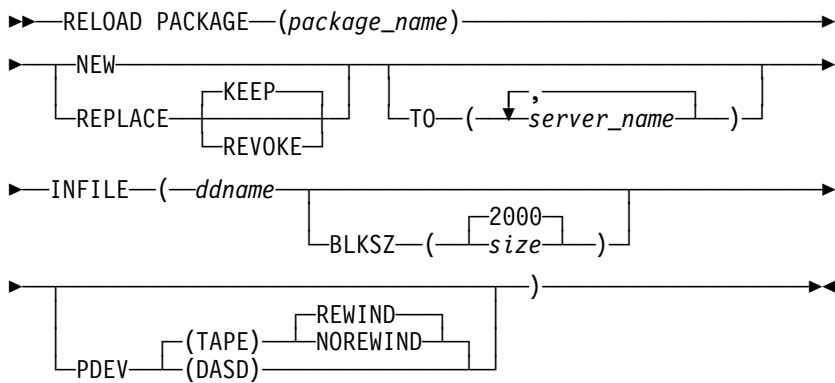 RELOAD PACKAGE (package_name)
NEW
REPLACE KEEP REVOKE
TO ( , server_name )
INFILE ( ddname
BLKSZ ( 2000 size )
)
PDEV (TAPE) REWIND NOREWIND
(DASD)